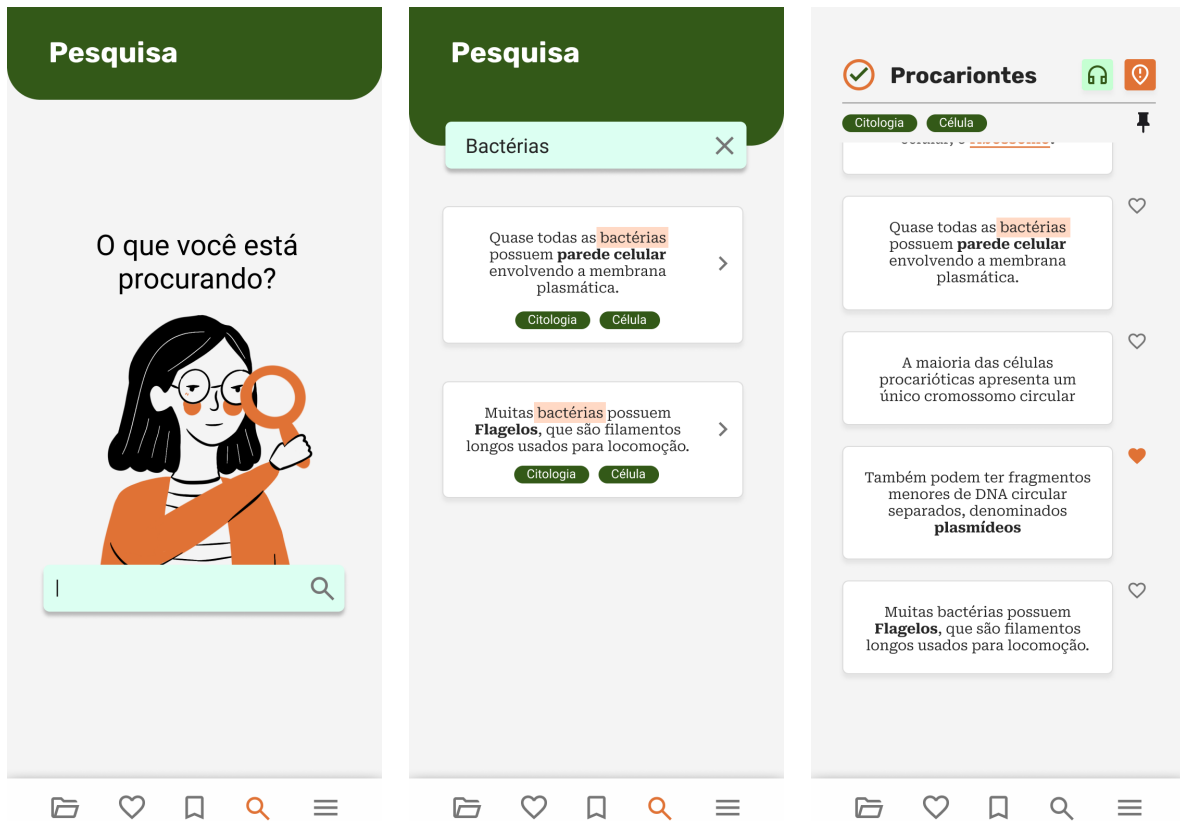 Pesquisa
O que você está
procurando?
Pesquisa
Bactérias
Quase todas as bactérias
possuem parede celular
envolvendo a membrana
plasmática.
Citologia Célula
Muitas bactérias possuem
Flagelos, que são filamentos
longos usados para locomoção.
Citologia Célula
Procariontes
Citologia Célula
Quase todas as bactérias
possuem parede celular
envolvendo a membrana
plasmática.
A maioria das células
procarióticas apresenta um
único cromossomo circular
Também podem ter fragmentos
menores de DNA circular
separados, denominados
plasmídeos
Muitas bactérias possuem
Flagelos, que são filamentos
longos usados para locomoção.